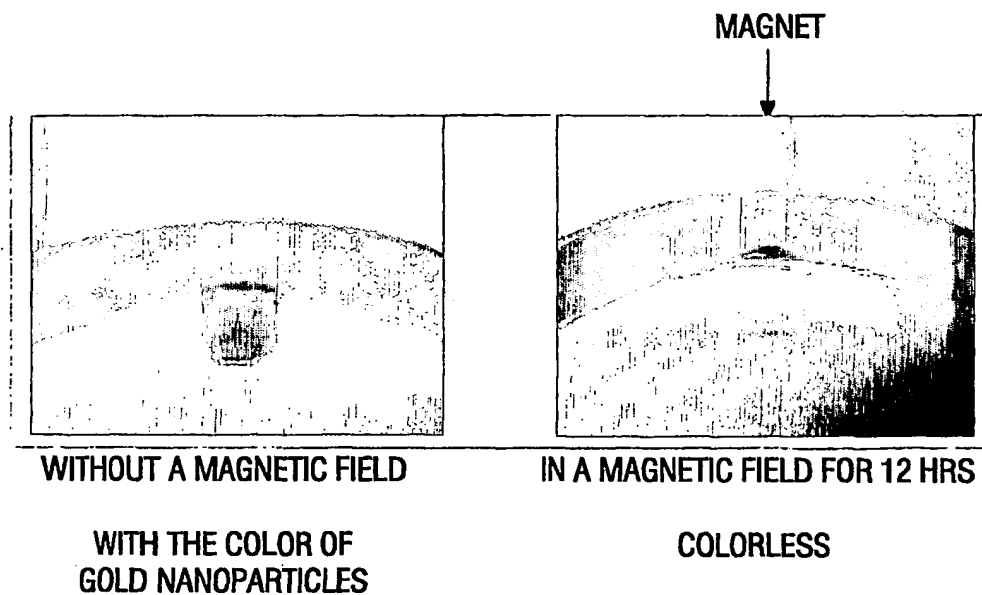 MAGNET
WITHOUT A MAGNETIC FIELD
IN A MAGNETIC FIELD FOR 12 HRS
WITH THE COLOR OF
GOLD NANOPARTICLES
COLORLESS